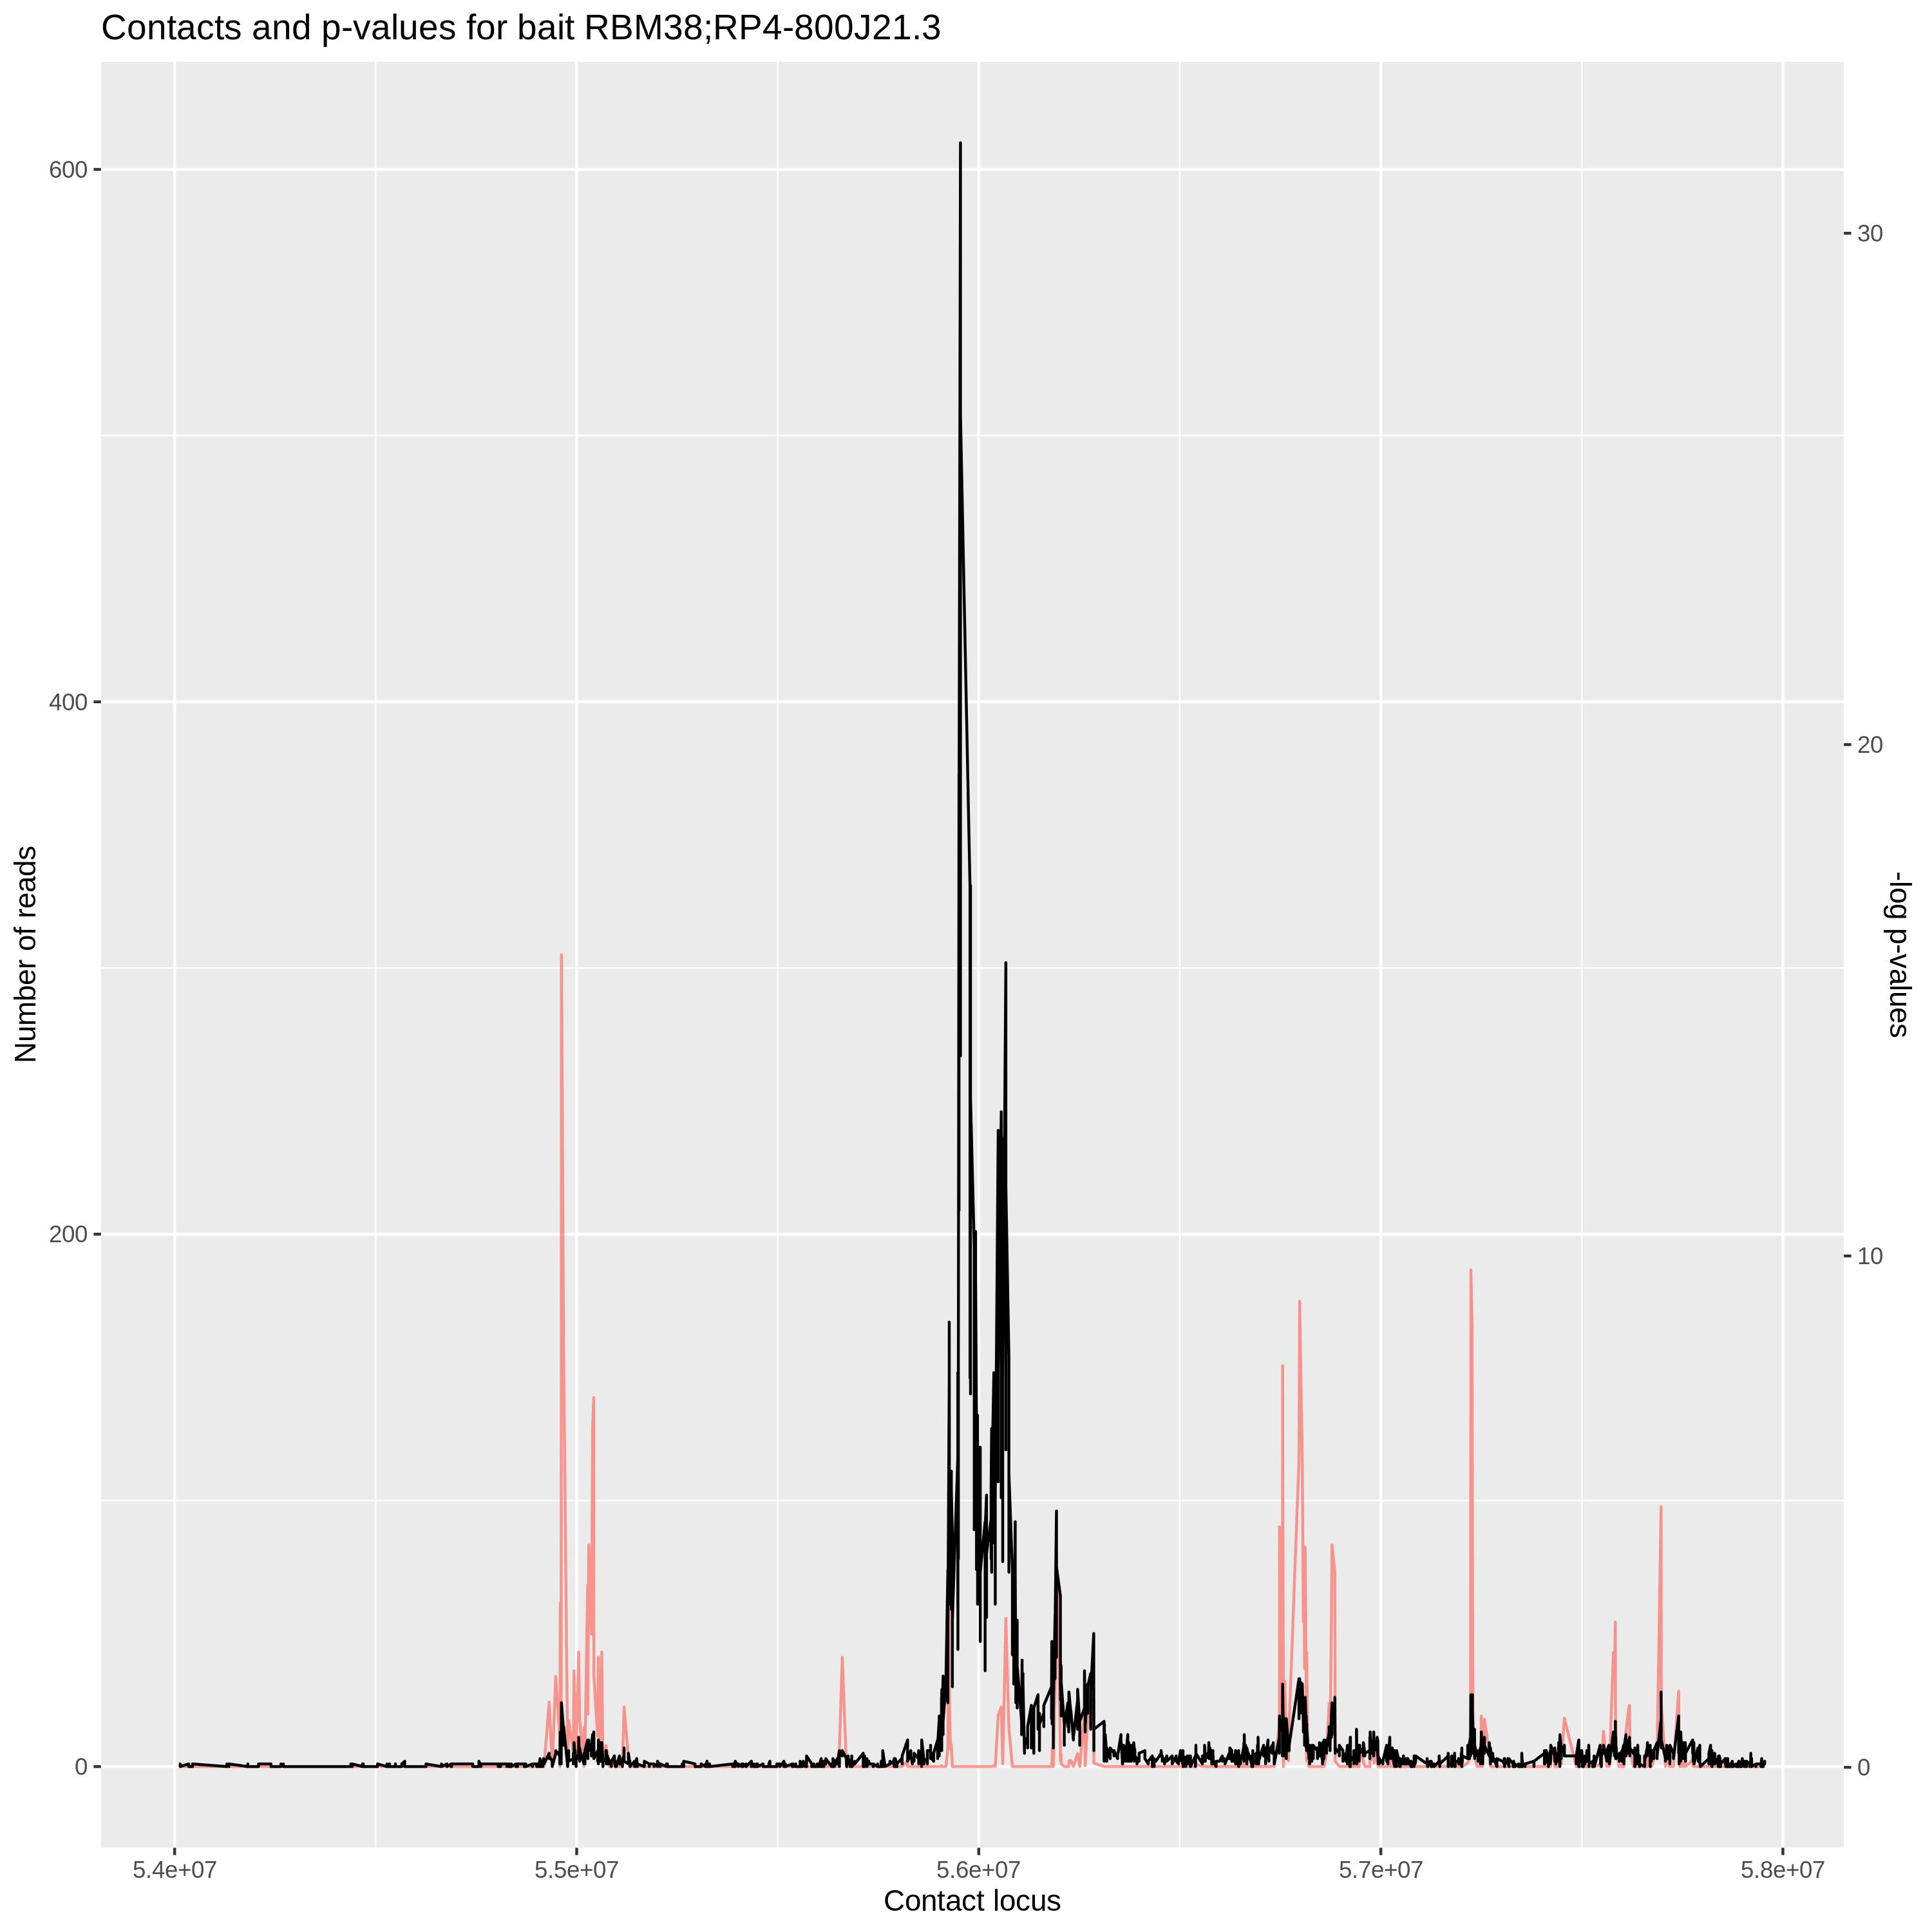 Contacts and p-values for bait RBM38;RP4-800J21.3
600
400
200
0
Number of reads
30
20
10
0
-log p-values
5.4e+07
5.5e+07
5.6e+07
5.7e+07
5.8e+07
Contact locus